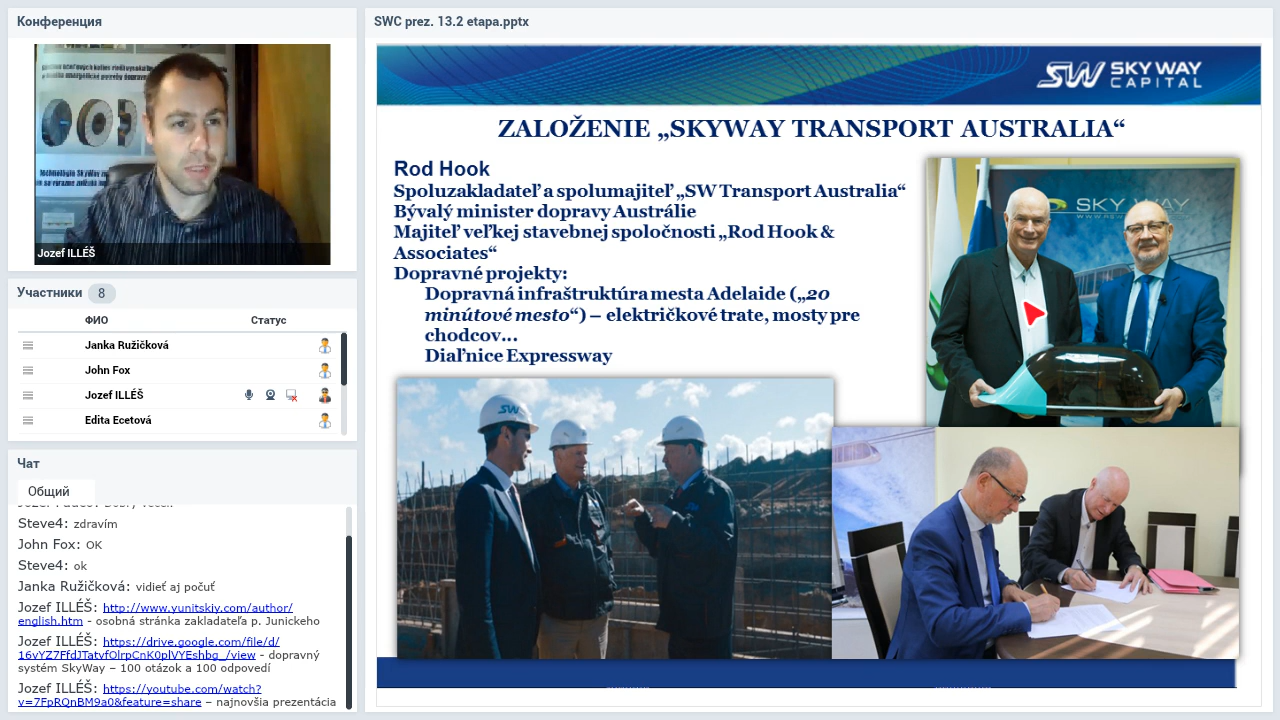 Конференция
Jozef ILLÉŠ
Участники 8
ФИО Статус
Janka Ružičková
John Fox
Jozef ILLÉŠ
Edita Ecetová
Чат
Общий
Steve4: zdravím
John Fox: OK
Steve4: ok
Janka Ružičková: vidieť aj počuť
Jozef ILLÉŠ: http://www.yunitskiy.com/author/
english.htm - osobná stránka zakladateľa p. Junickeho
Jozef ILLÉŠ: https://drive.google.com/file/d/
16vYZ7FfdJTatvfOlrpCnK0plVYEshbg_/view - dopravný
systém SkyWay – 100 otázok a 100 odpovedí
Jozef ILLÉŠ: https://youtube.com/watch?
v=7FpRQnBM9a0&feature=share – najnovšia prezentácia
SWC prez. 13.2 etapa.pptx
SW SKY WAY
CAPITAL
ZALOŽENIE „SKYWAY TRANSPORT AUSTRALIA“
Rod Hook
Spoluzakladateľ a spolumajiteľ „SW Transport Australia“
Bývalý minister dopravy Austrálie
Majiteľ veľkej stavebnej spoločnosti „Rod Hook &
Associates“
Dopravné projekty:
Dopravná infraštruktúra mesta Adelaide („20
minútové mesto“) – električkové trate, mosty pre
chodcov...
Diaľnice Expressway
SKY WAY
SW